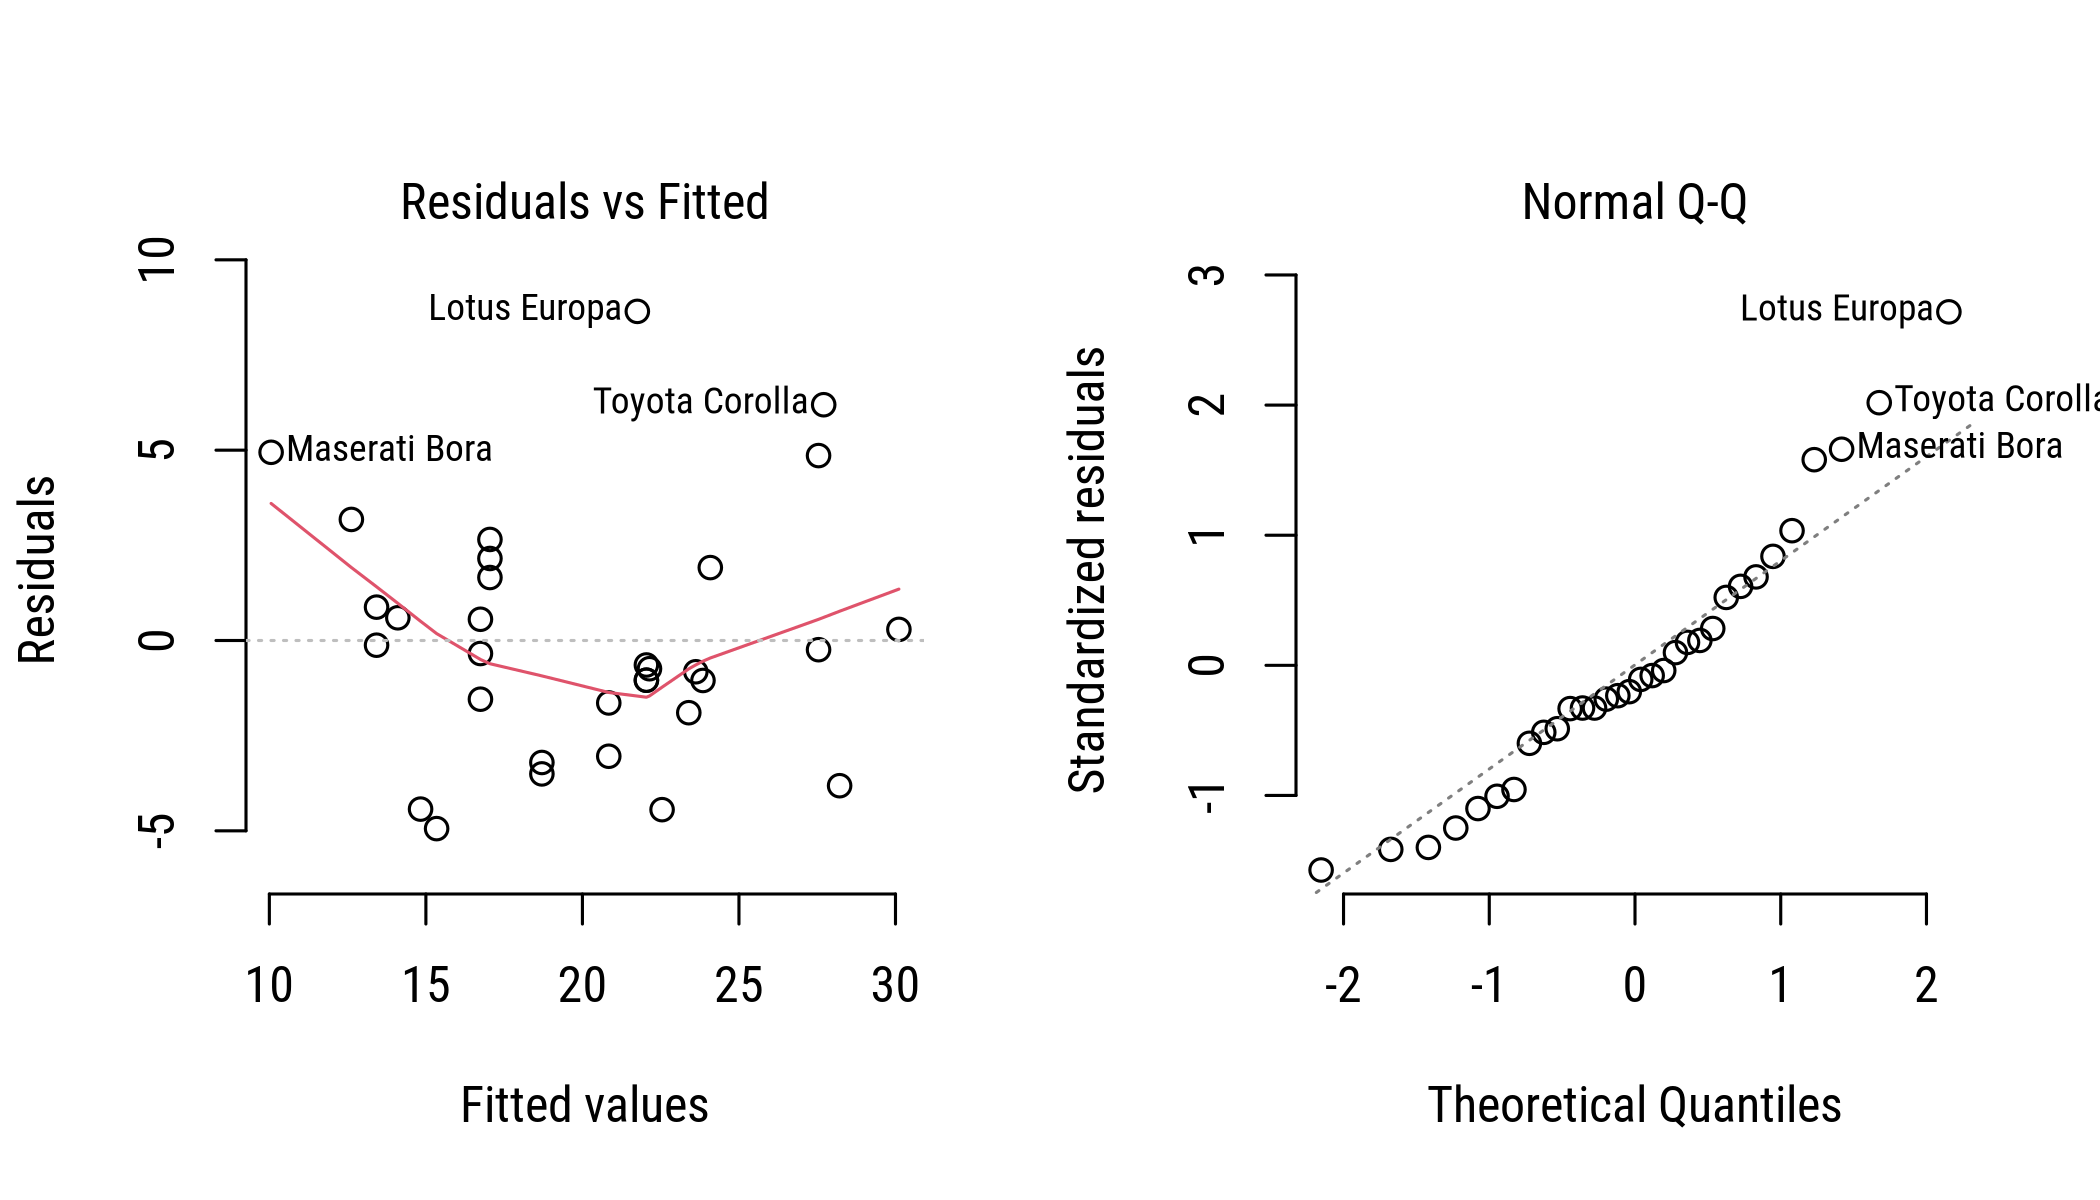 Residuals vs Fitted
10
5
0
-5
Residuals
Lotus Europa
Toyota Corolla
Maserati Bora
10 15 20 25 30
Fitted values
Normal Q-Q
3
2
1
0
-1
Standardized residuals
Lotus Europa
Toyota Corolla
Maserati Bora
-2 -1 0 1 2
Theoretical Quantiles